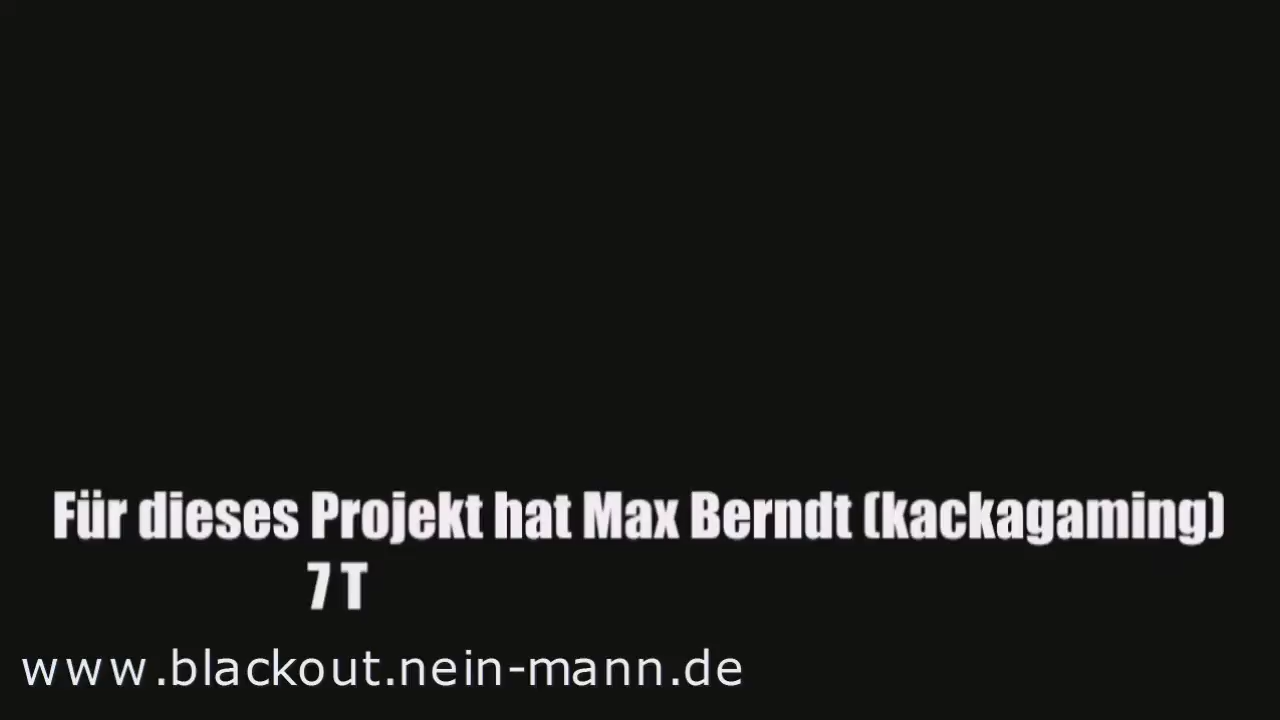 Für dieses Projekt hat Max Berndt (kackagaming)
7 T
www.blackout.nein-mann.de